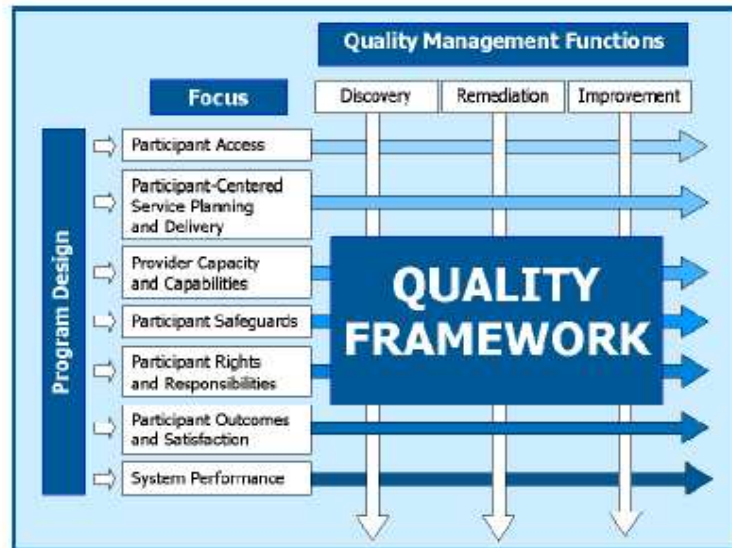 Quality Management Functions
Focus
Discovery
Remediation
Improvement
Program Design
Participant Access
Participant-Centered
Service Planning
and Delivery
Provider Capacity
and Capabilities
Participant Safeguards
Participant Rights
and Responsibilities
Participant Outcomes
and Satisfaction
System Performance
QUALITY
FRAMEWORK